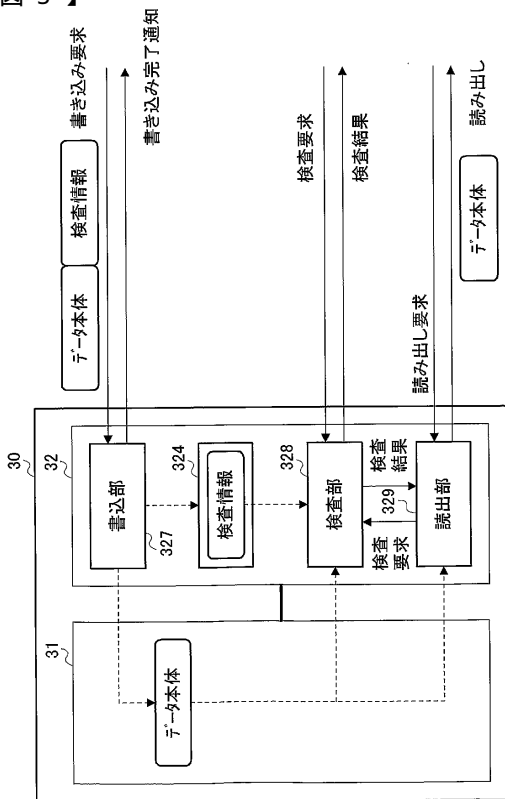 【図 5】
書き込み要求
書き込み完了通知
データ本体
検査情報
検査要求
検査結果
読み出し要求
読み出し
データ本体
30
32
書込部
327
324
検査情報
328
検査部
検査要求
検査結果
329
読出部
31
データ本体